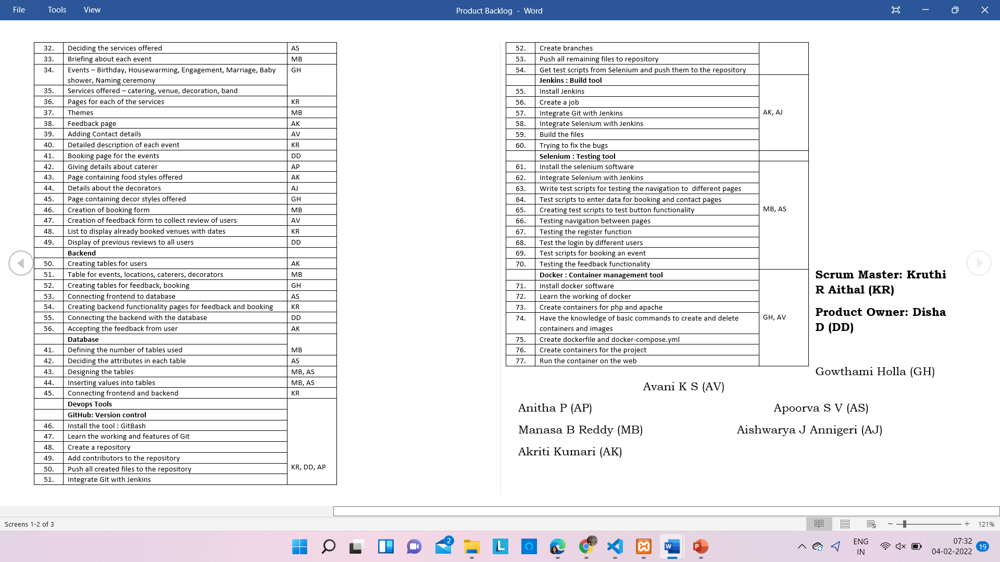 File Tools View Product Backlog - Word
32. Deciding the services offered AS
33. Briefing about each event MB
34. Events – Birthday, Housewarming, Engagement, Marriage, Baby GH
shower, Naming ceremony
35. Services offered – catering, venue, decoration, band
36. Pages for each of the services KR
37. Themes MB
38. Feedback page AK
39. Adding Contact details AV
40. Detailed description of each event KR
41. Booking page for the events DD
42. Giving details about caterer AP
43. Page containing food styles offered AK
44. Details about the decorators AJ
45. Page containing decor styles offered GH
46. Creation of booking form MB
47. Creation of feedback form to collect review of users AV
48. List to display already booked venues with dates KR
49. Display of previous reviews to all users DD
Backend
50. Creating tables for users AK
51. Table for events, locations, caterers, decorators MB
52. Creating tables for feedback, booking GH
53. Connecting frontend to database AS
54. Creating backend functionality pages for feedback and booking KR
55. Connecting the backend with the database DD
56. Accepting the feedback from user AK
Database
41. Defining the number of tables used MB
42. Deciding the attributes in each table AS
43. Designing the tables MB, AS
44. Inserting values into tables MB, AS
45. Connecting frontend and backend KR
Devops Tools
GitHub: Version control
46. Install the tool : GitBash
47. Learn the working and features of Git
48. Create a repository
49. Add contributors to the repository
50. Push all created files to the repository KR, DD, AP
51. Integrate Git with Jenkins
52. Create branches
53. Push all remaining files to repository
54. Get test scripts from Selenium and push them to the repository
Jenkins : Build tool
55. Install Jenkins
56. Create a job
57. Integrate Git with Jenkins AK, AJ
58. Integrate Selenium with Jenkins
59. Build the files
60. Trying to fix the bugs
Selenium : Testing tool
61. Install the selenium software
62. Integrate Selenium with Jenkins
63. Write test scripts for testing the navigation to different pages
64. Test scripts to enter data for booking and contact pages
65. Creating test scripts to test button functionality MB, AS
66. Testing navigation between pages
67. Testing the register function
68. Test the login by different users
69. Test scripts for booking an event
70. Testing the feedback functionality
Docker : Container management tool
71. Install docker software
72. Learn the working of docker
73. Create containers for php and apache
74. Have the knowledge of basic commands to create and delete GH, AV
containers and images
75. Create dockerfile and docker-compose.yml
76. Create containers for the project
77. Run the container on the web
Scrum Master: Kruthi
R Aithal (KR)
Product Owner: Disha
D (DD)
Gowthami Holla (GH)
Avani K S (AV)
Anitha P (AP) Apoorva S V (AS)
Manasa B Reddy (MB) Aishwarya J Annigeri (AJ)
Akriti Kumari (AK)
Screens 1-2 of 3 121%
2 L W P ENG 07:32
IN 04-02-2022 19